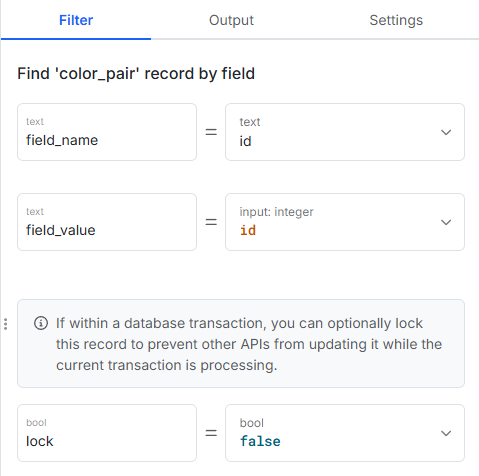 Filter Output Settings
Find 'color_pair' record by field
text
field_name
=
text
id
text
field_value
=
input: integer
id
If within a database transaction, you can optionally lock
this record to prevent other APIs from updating it while the
current transaction is processing.
bool
lock
=
bool
false